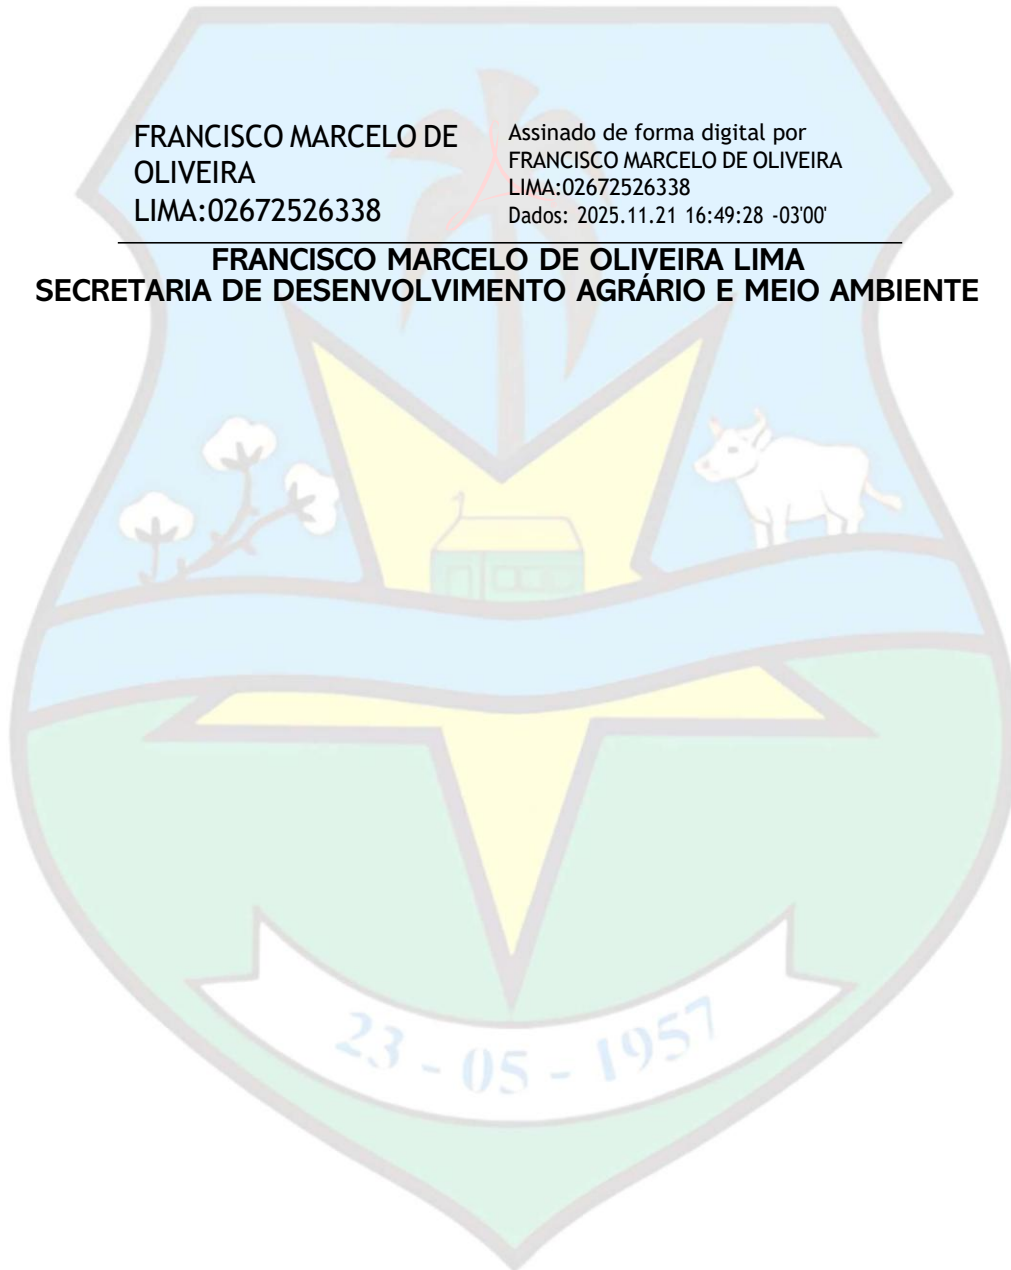 FRANCISCO MARCELO DE
OLIVEIRA
LIMA:02672526338
Assinado de forma digital por
FRANCISCO MARCELO DE OLIVEIRA
LIMA:02672526338
Dados: 2025.11.21 16:49:28 -03'00'
FRANCISCO MARCELO DE OLIVEIRA LIMA
SECRETARIA DE DESENVOLVIMENTO AGRÁRIO E MEIO AMBIENTE
23 - 05 - 1957